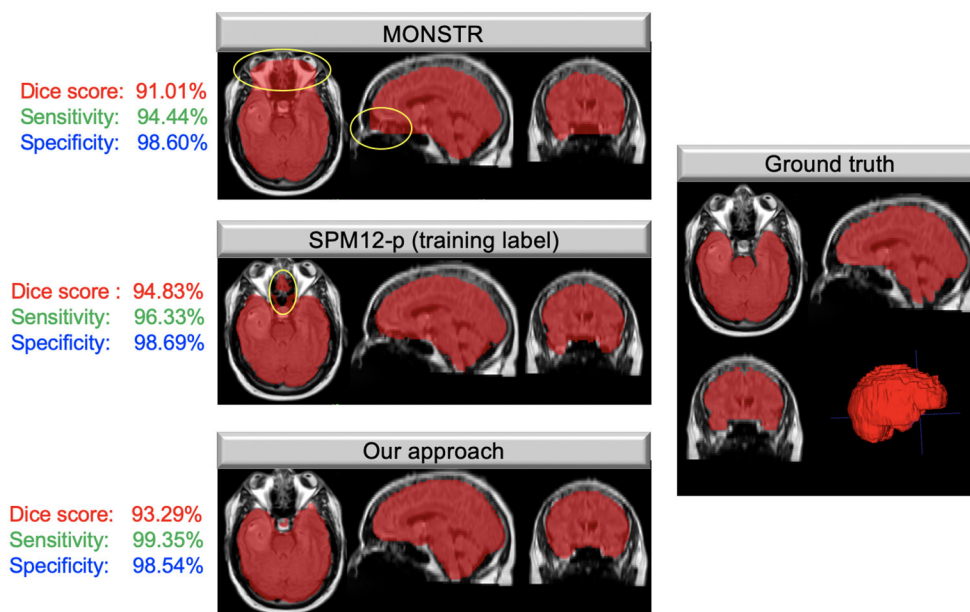 MONSTR
Dice score: 91.01%
Sensitivity: 94.44%
Specificity: 98.60%
SPM12-p (training label)
Dice score : 94.83%
Sensitivity: 96.33%
Specificity: 98.69%
Our approach
Dice score: 93.29%
Sensitivity: 99.35%
Specificity: 98.54%
Ground truth